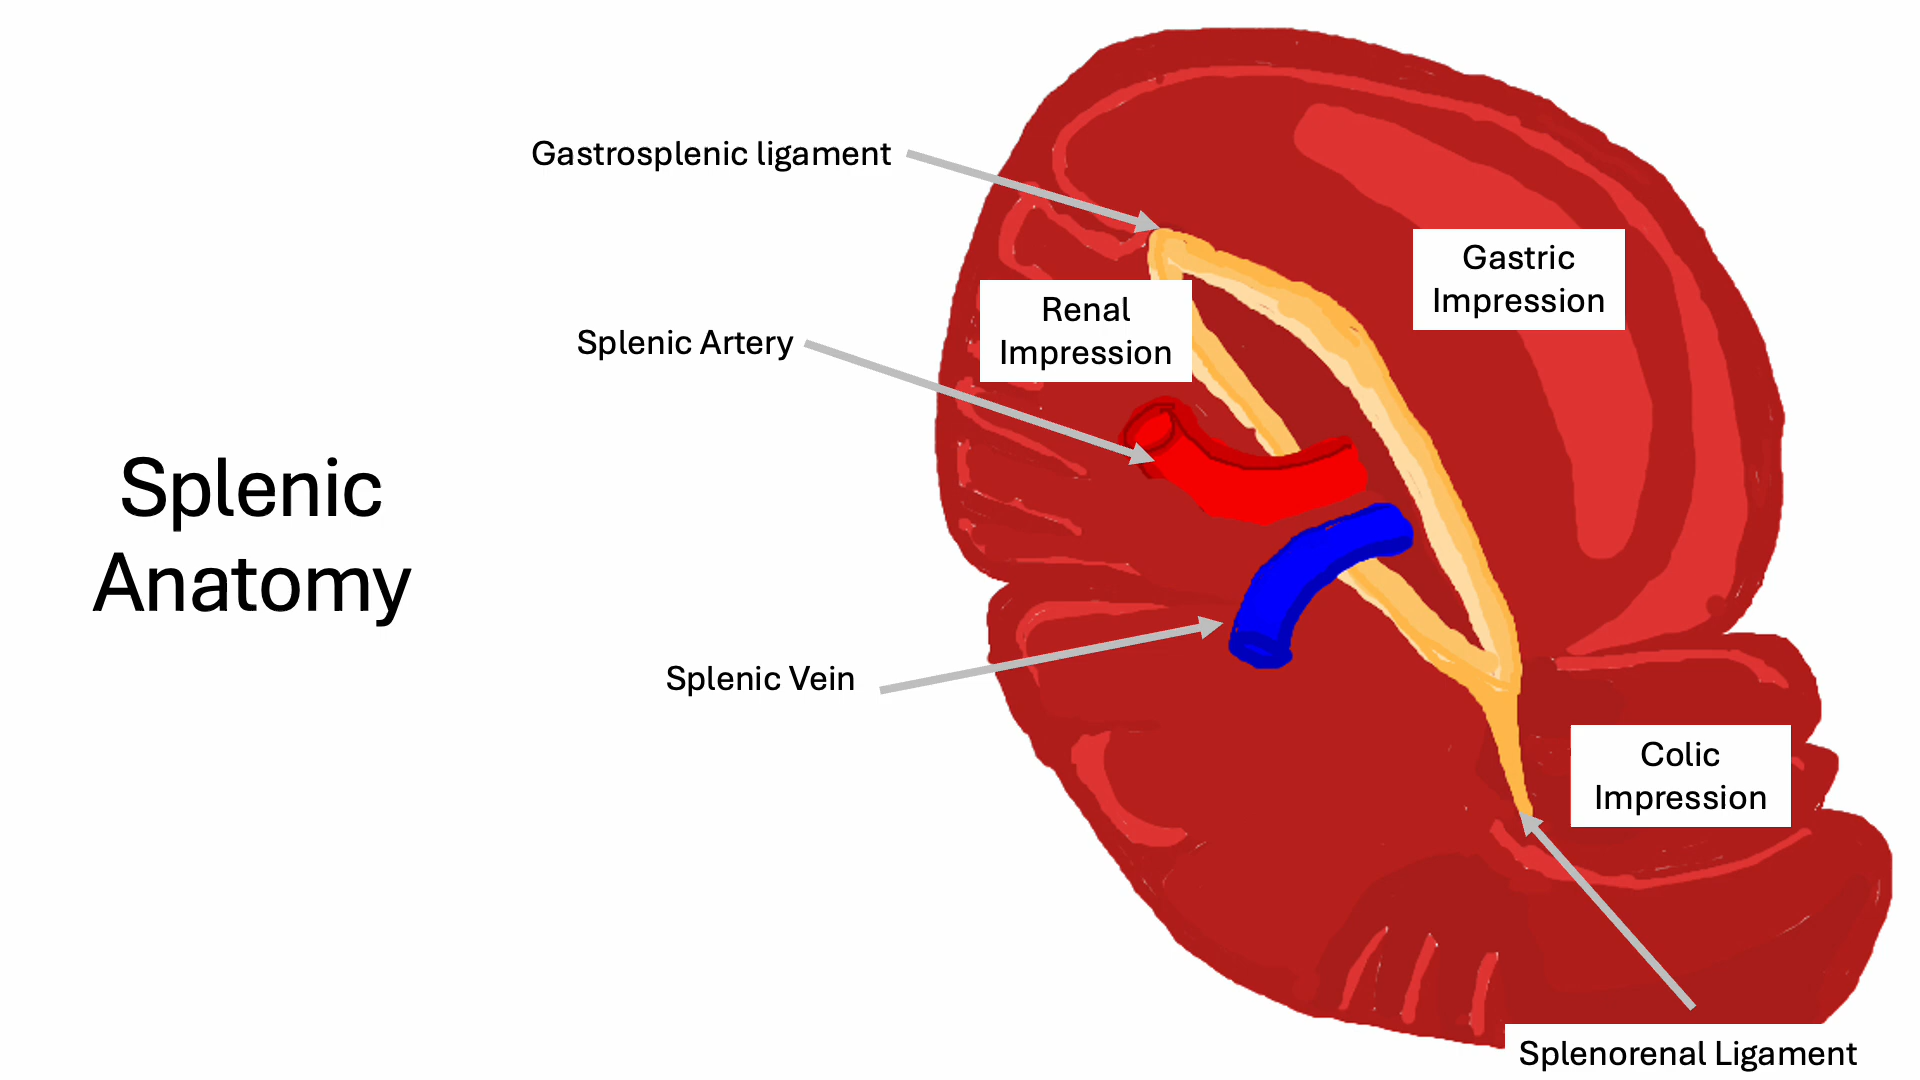 Splenic
Anatomy
Gastrosplenic ligament
Splenic Artery
Splenic Vein
Renal
Impression
Gastric
Impression
Colic
Impression
Splenorenal Ligament